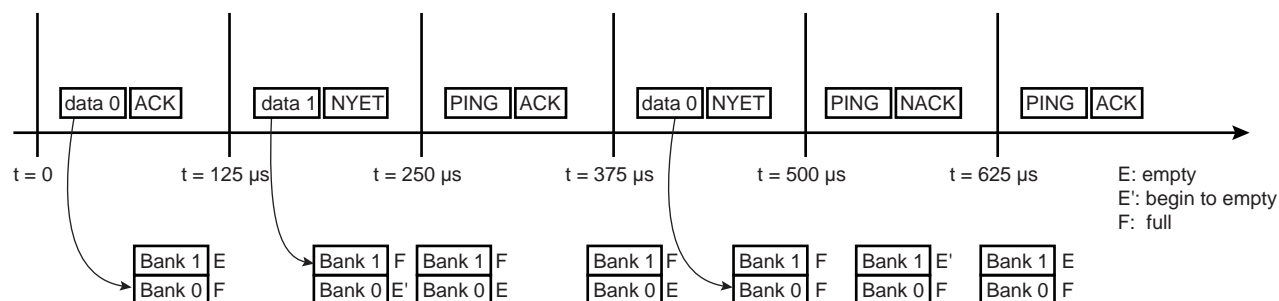 data 0 ACK data 1 NYET PING ACK data 0 NYET PING NACK PING ACK
t = 0 t = 125 μs t = 250 μs t = 375 μs t = 500 μs t = 625 μs E: empty
E': begin to empty
F: full
Bank 1 E Bank 1 F Bank 1 F Bank 1 F Bank 1 F Bank 1 E' Bank 1 E
Bank 0 F Bank 0 E' Bank 0 E Bank 0 E Bank 0 F Bank 0 F Bank 0 F